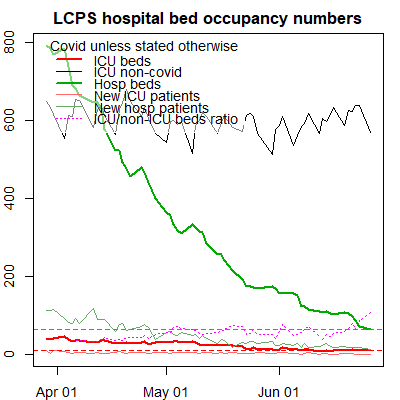 LCPS hospital bed occupancy numbers
Covid unless stated otherwise
ICU beds
ICU non-covid
Hosp beds
New ICU patients
New hosp patients
ICU/non-ICU beds ratio
800
600
400
200
0
Apr 01 May 01 Jun 01